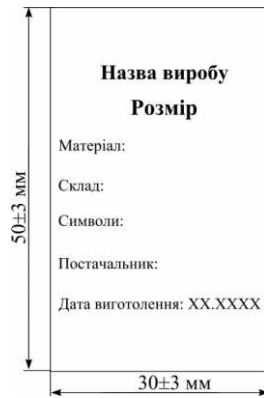 Назва виробу
Розмір
Матеріал:
Склад:
Символи:
Постачальник:
Дата виготолення: XX.XXXX
50±3 мм
30±3 мм